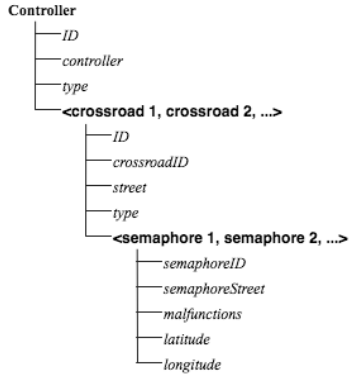 Controller
ID
controller
type
<crossroad 1, crossroad 2, ...>
ID
crossroadID
street
type
<semaphore 1, semaphore 2, ...>
semaphoreID
semaphoreStreet
malfunctions
latitude
longitude